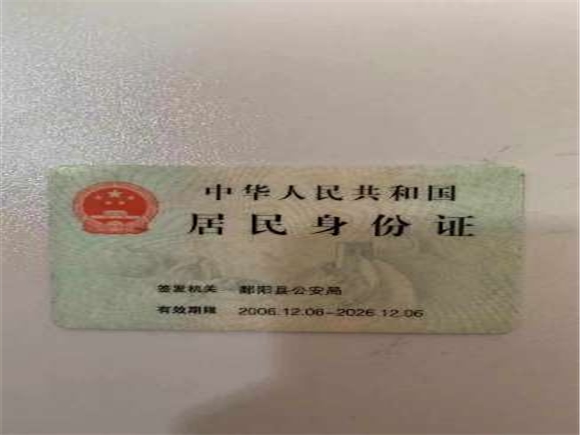 中华人民共和国
居民身份证
签发机关 鄱阳县公安局
有效期限 2006.12.06-2026.12.06